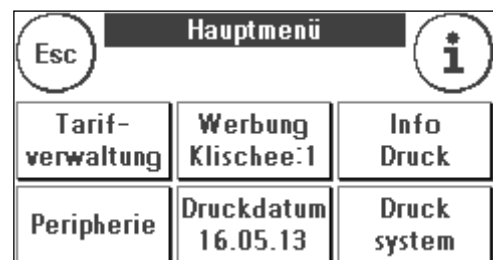 Hauptmenü
Esc
i
Tarif-
verwaltung
Werbung
Klischee:1
Info
Druck
Peripherie
Druckdatum
16.05.13
Druck
system